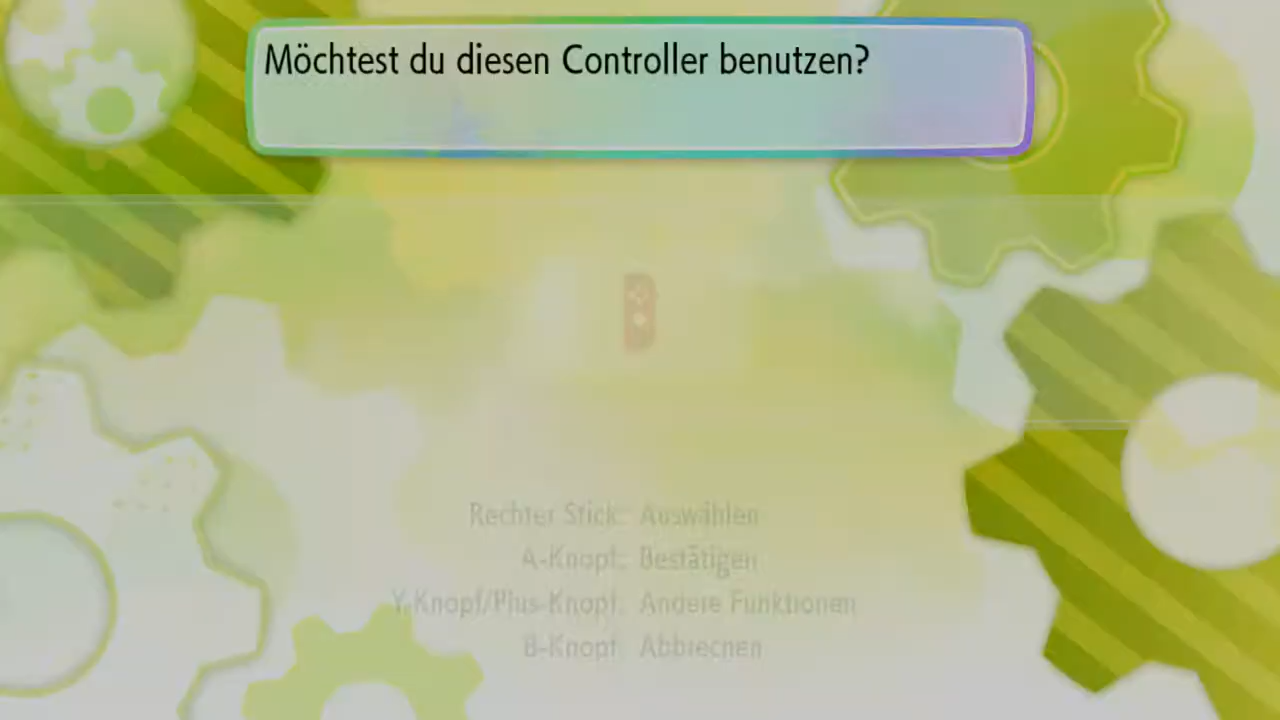 Möchtest du diesen Controller benutzen?
Rechter Stick: Auswählen
A-Knopf: Bestätigen
Y-Knopf/Plus-Knopf: Andere Funktionen
B-Knopf: Abbrechen